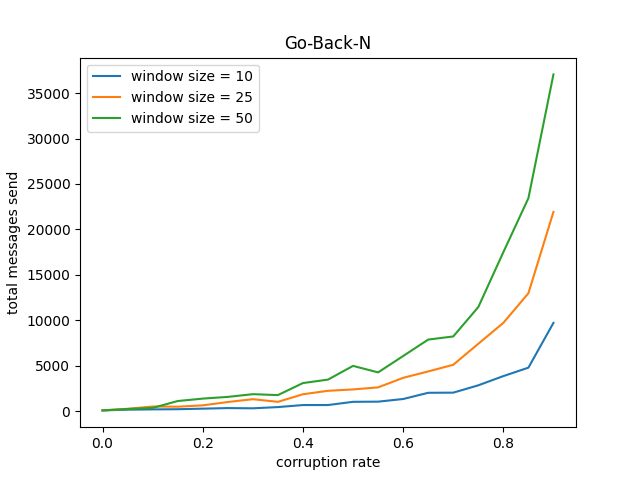 Go-Back-N
window size = 10
window size = 25
window size = 50
total messages send
35000
30000
25000
20000
15000
10000
5000
0
0.0 0.2 0.4 0.6 0.8
corruption rate